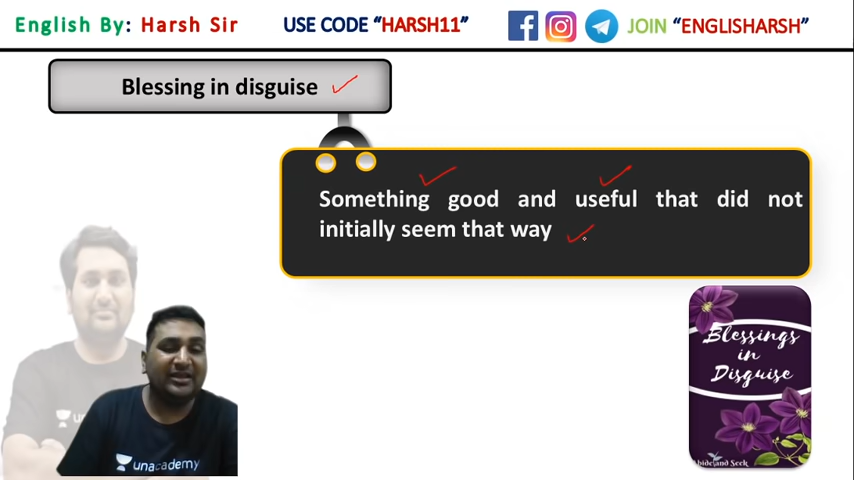 English By: Harsh Sir
USE CODE “HARSH11”
JOIN “ENGLISHARSH”
Blessing in disguise
Something good and useful that did not
initially seem that way
Blessings
in
Disguise
unacademy